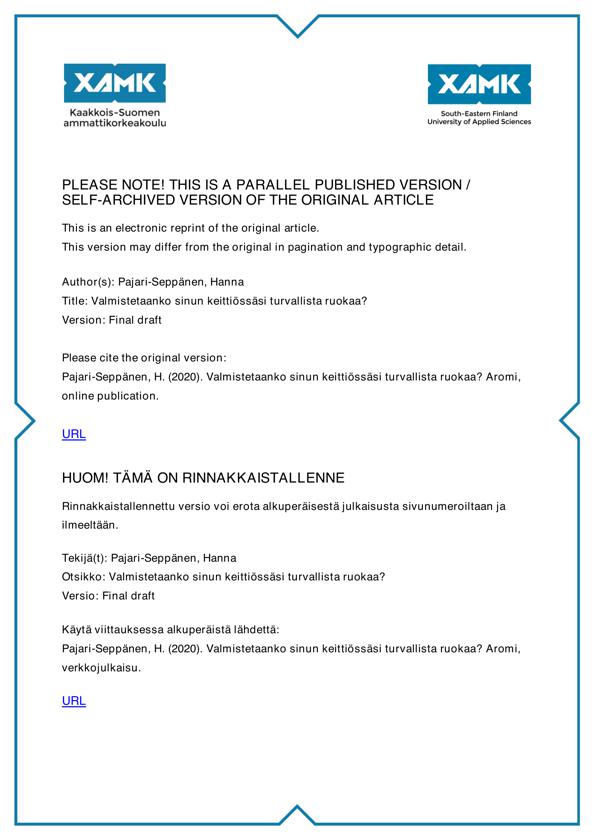 XAMK
Kaakkois-Suomen
ammattikorkeakoulu
XAMK
South-Eastern Finland
University of Applied Sciences
PLEASE NOTE! THIS IS A PARALLEL PUBLISHED VERSION /
SELF-ARCHIVED VERSION OF THE ORIGINAL ARTICLE
This is an electronic reprint of the original article.
This version may differ from the original in pagination and typographic detail.
Author(s): Pajari-Seppänen, Hanna
Title: Valmistetaanko sinun keittiössäsi turvallista ruokaa?
Version: Final draft
Please cite the original version:
Pajari-Seppänen, H. (2020). Valmistetaanko sinun keittiössäsi turvallista ruokaa? Aromi,
online publication.
URL
HUOM! TÄMÄ ON RINNAKKAISTALLENNE
Rinnakkaistallennettu versio voi erota alkuperäisestä julkaisusta sivunumeroiltaan ja
ilmeeltään.
Tekijä(t): Pajari-Seppänen, Hanna
Otsikko: Valmistetaanko sinun keittiössäsi turvallista ruokaa?
Versio: Final draft
Käytä viittauksessa alkuperäistä lähdettä:
Pajari-Seppänen, H. (2020). Valmistetaanko sinun keittiössäsi turvallista ruokaa? Aromi,
verkkojulkaisu.
URL